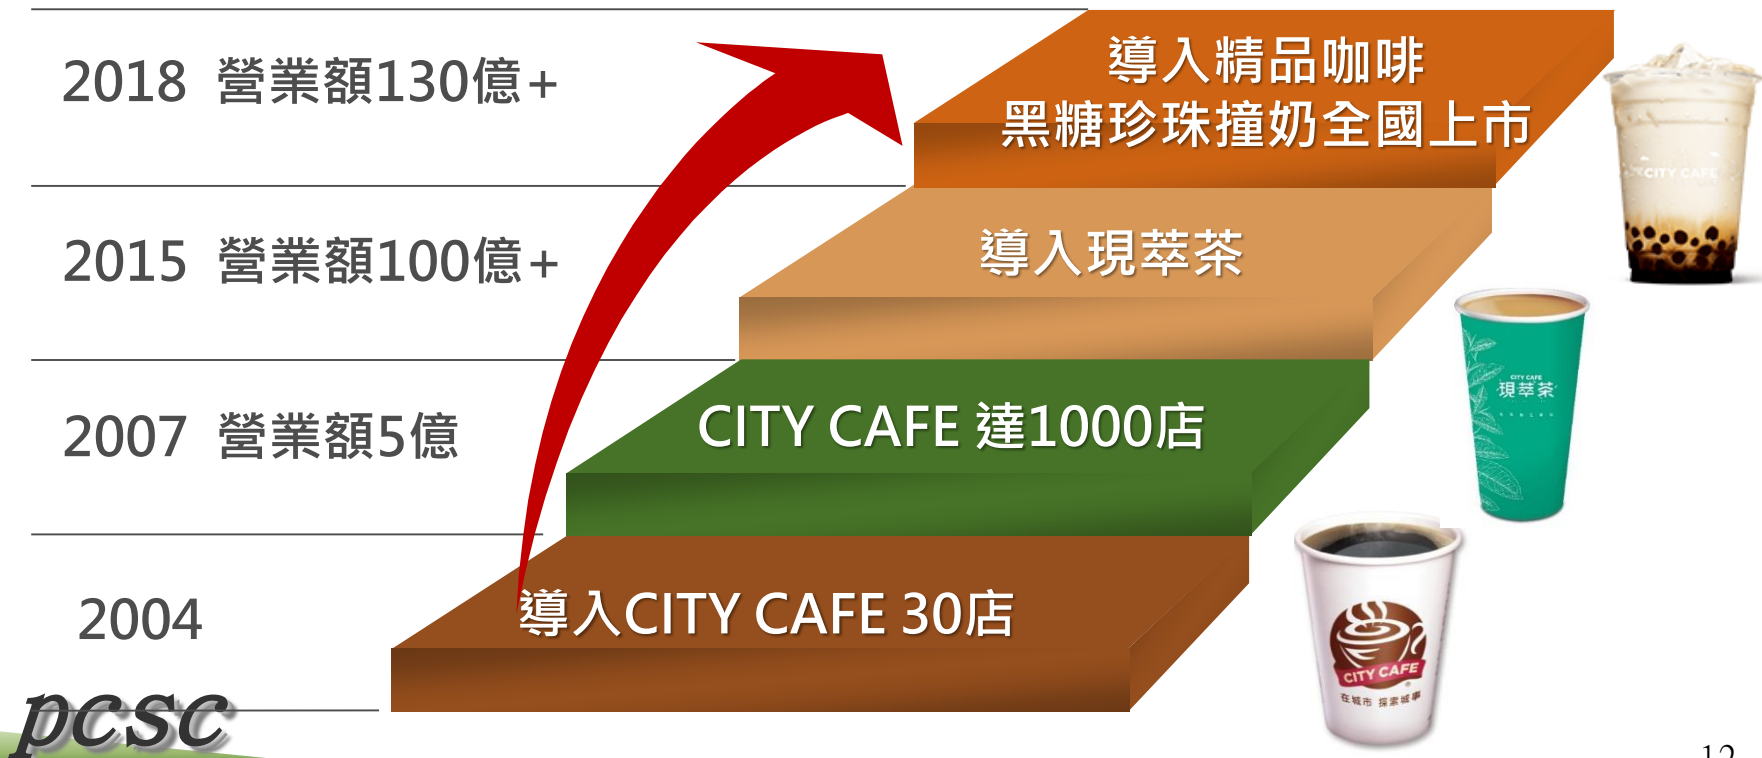 2018 營業額130億+
導入精品咖啡
黑糖珍珠撞奶全國上市
CITY CAFE
2015 營業額100億+
導入現萃茶
CITY CAFE
現萃茶
2007 營業額5億
CITY CAFE 達1000店
2004
導入CITY CAFE 30店
CITY CAFE
在城市 探索城事
pcsc
12